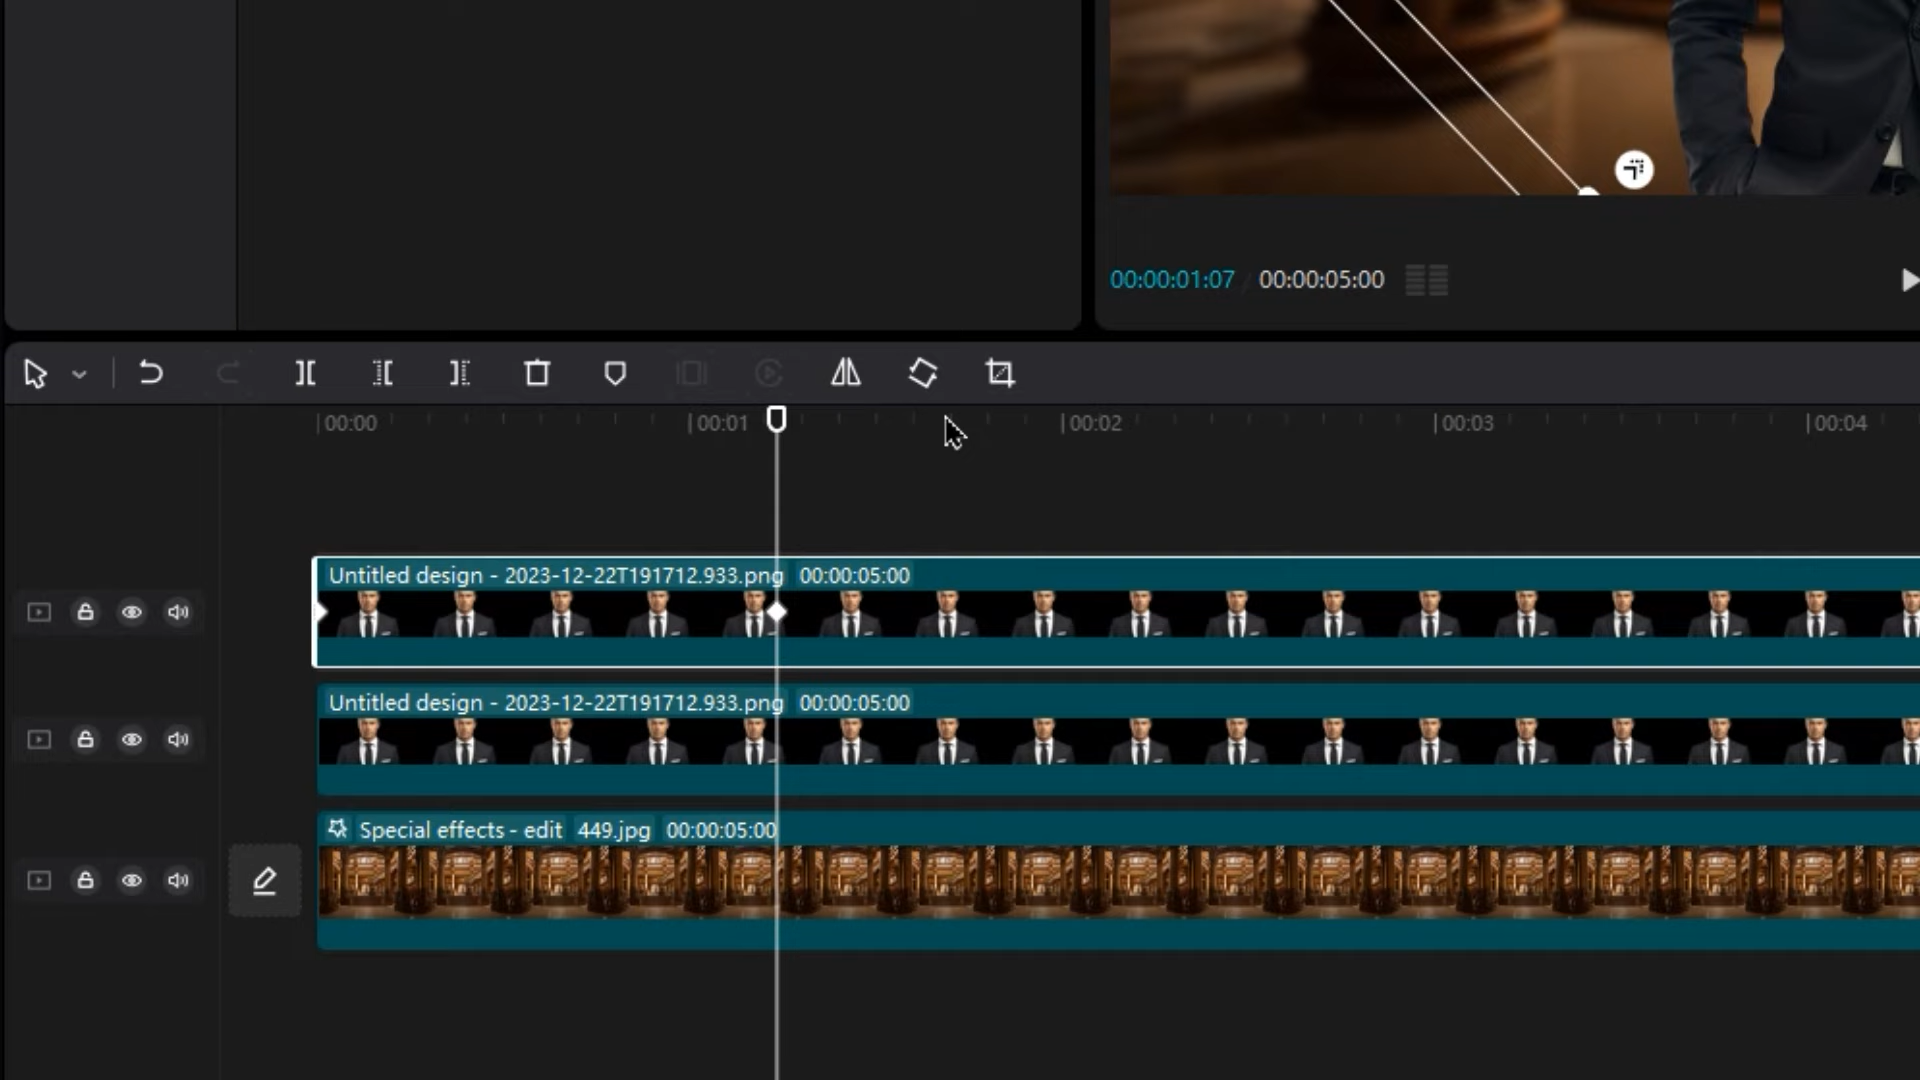 00:00:01:07 / 00:00:05:00
|00:00 |00:01 |00:02 |00:03 |00:04
Untitled design - 2023-12-22T191712.933.png 00:00:05:00
Untitled design - 2023-12-22T191712.933.png 00:00:05:00
Special effects - edit 449.jpg 00:00:05:00